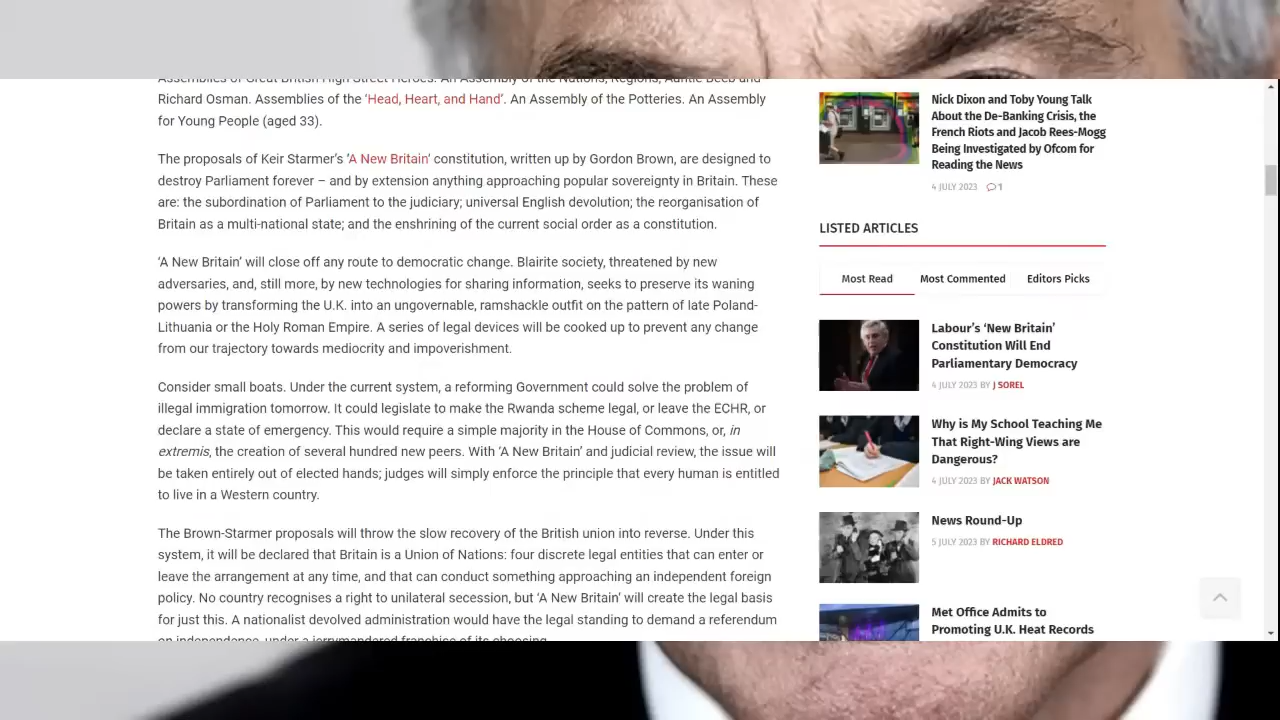 Assemblies of Great British High Street Heroes. An Assembly of the Nations, Regions, Auntie Beeb and
Richard Osman. Assemblies of the 'Head, Heart, and Hand'. An Assembly of the Potteries. An Assembly
for Young People (aged 33).
The proposals of Keir Starmer's 'A New Britain' constitution, written up by Gordon Brown, are designed to
destroy Parliament forever – and by extension anything approaching popular sovereignty in Britain. These
are: the subordination of Parliament to the judiciary; universal English devolution; the reorganisation of
Britain as a multi-national state; and the enshrining of the current social order as a constitution.
'A New Britain' will close off any route to democratic change. Blairite society, threatened by new
adversaries, and, still more, by new technologies for sharing information, seeks to preserve its waning
powers by transforming the U.K. into an ungovernable, ramshackle outfit on the pattern of late Poland-
Lithuania or the Holy Roman Empire. A series of legal devices will be cooked up to prevent any change
from our trajectory towards mediocrity and impoverishment.
Consider small boats. Under the current system, a reforming Government could solve the problem of
illegal immigration tomorrow. It could legislate to make the Rwanda scheme legal, or leave the ECHR, or
declare a state of emergency. This would require a simple majority in the House of Commons, or, in
extremis, the creation of several hundred new peers. With 'A New Britain' and judicial review, the issue will
be taken entirely out of elected hands; judges will simply enforce the principle that every human is entitled
to live in a Western country.
The Brown-Starmer proposals will throw the slow recovery of the British union into reverse. Under this
system, it will be declared that Britain is a Union of Nations: four discrete legal entities that can enter or
leave the arrangement at any time, and that can conduct something approaching an independent foreign
policy. No country recognises a right to unilateral secession, but 'A New Britain' will create the legal basis
for just this. A nationalist devolved administration would have the legal standing to demand a referendum
on independence, under a jerrymandered franchise of its choosing.
Nick Dixon and Toby Young Talk
About the De-Banking Crisis, the
French Riots and Jacob Rees-Mogg
Being Investigated by Ofcom for
Reading the News
4 JULY 2023 1
LISTED ARTICLES
Most Read Most Commented Editors Picks
Labour's 'New Britain'
Constitution Will End
Parliamentary Democracy
4 JULY 2023 BY J SOREL
Why is My School Teaching Me
That Right-Wing Views are
Dangerous?
4 JULY 2023 BY JACK WATSON
News Round-Up
5 JULY 2023 BY RICHARD ELDRED
Met Office Admits to
Promoting U.K. Heat Records